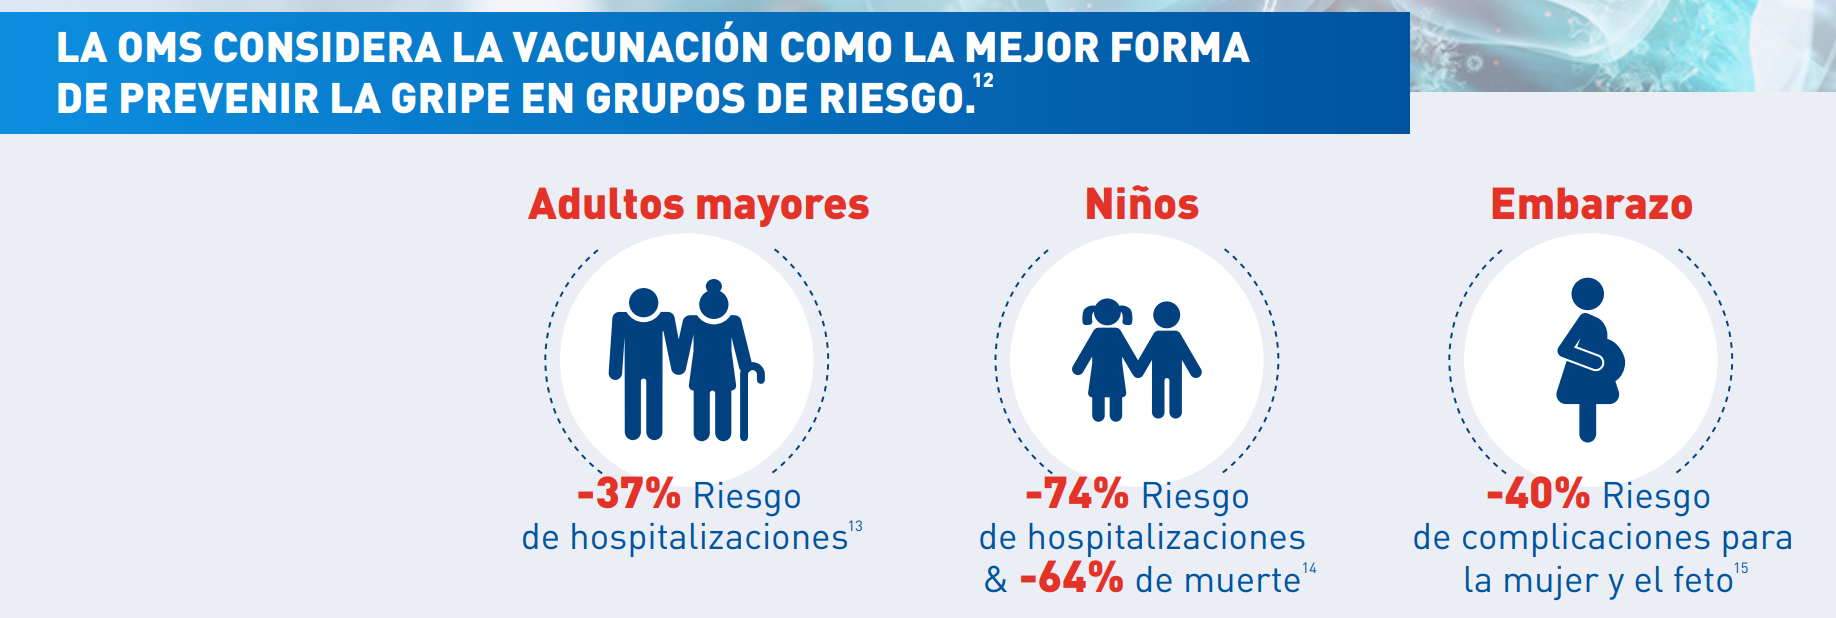 LA OMS CONSIDERA LA VACUNACIÓN COMO LA MEJOR FORMA
DE PREVENIR LA GRIPE EN GRUPOS DE RIESGO.12
Adultos mayores
-37% Riesgo
de hospitalizaciones13
Niños
-74% Riesgo
de hospitalizaciones
& -64% de muerte14
Embarazo
-40% Riesgo
de complicaciones para
la mujer y el feto15